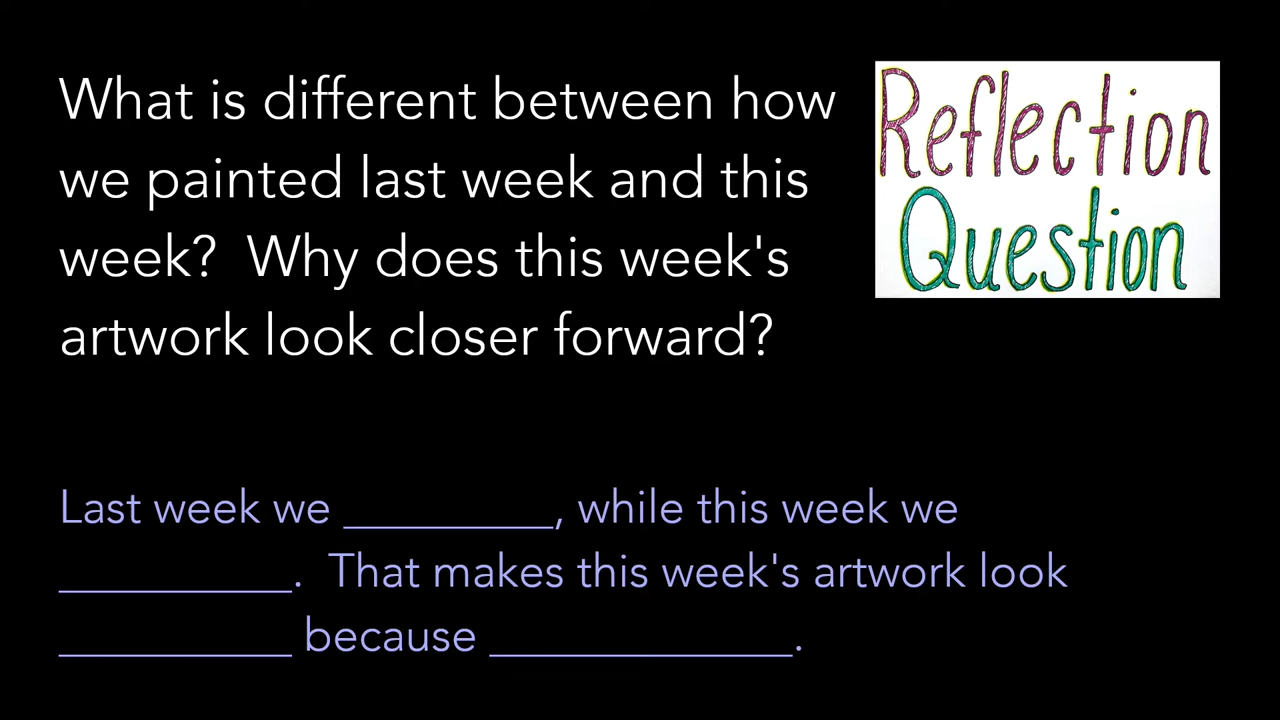 What is different between how
we painted last week and this
week?  Why does this week's
artwork look closer forward?
Reflection
Question
Last week we _________, while this week we
__________.  That makes this week's artwork look
__________ because _____________.